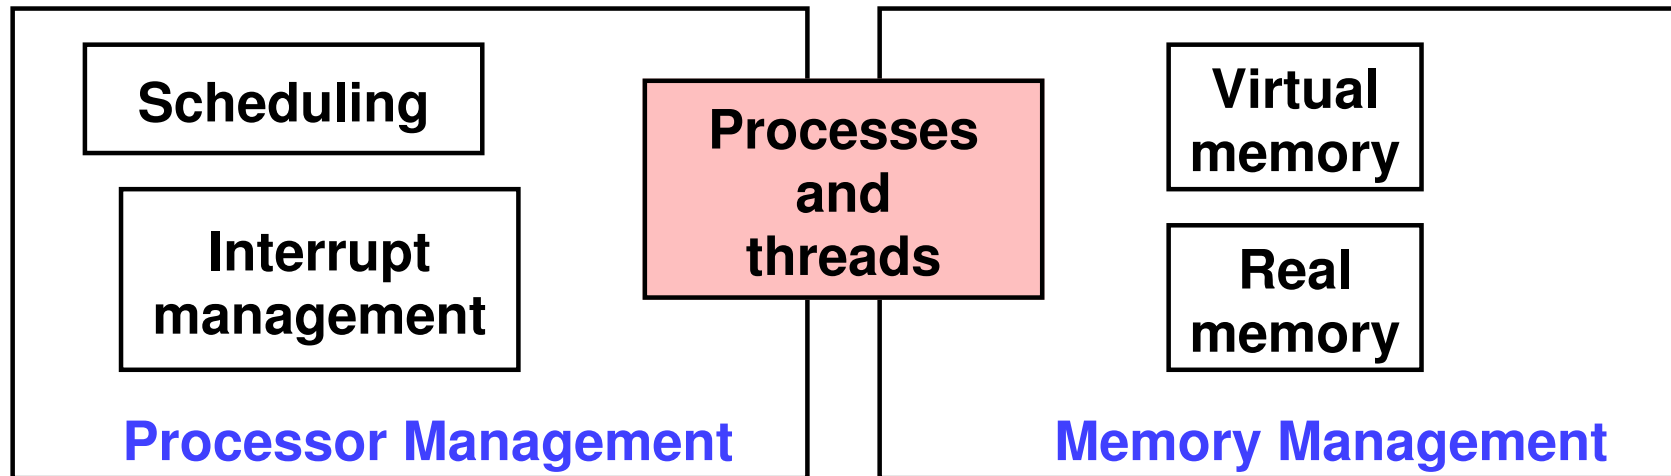 Scheduling
Interrupt
management
Processor Management
Processes
and
threads
Virtual
memory
Real
memory
Memory Management